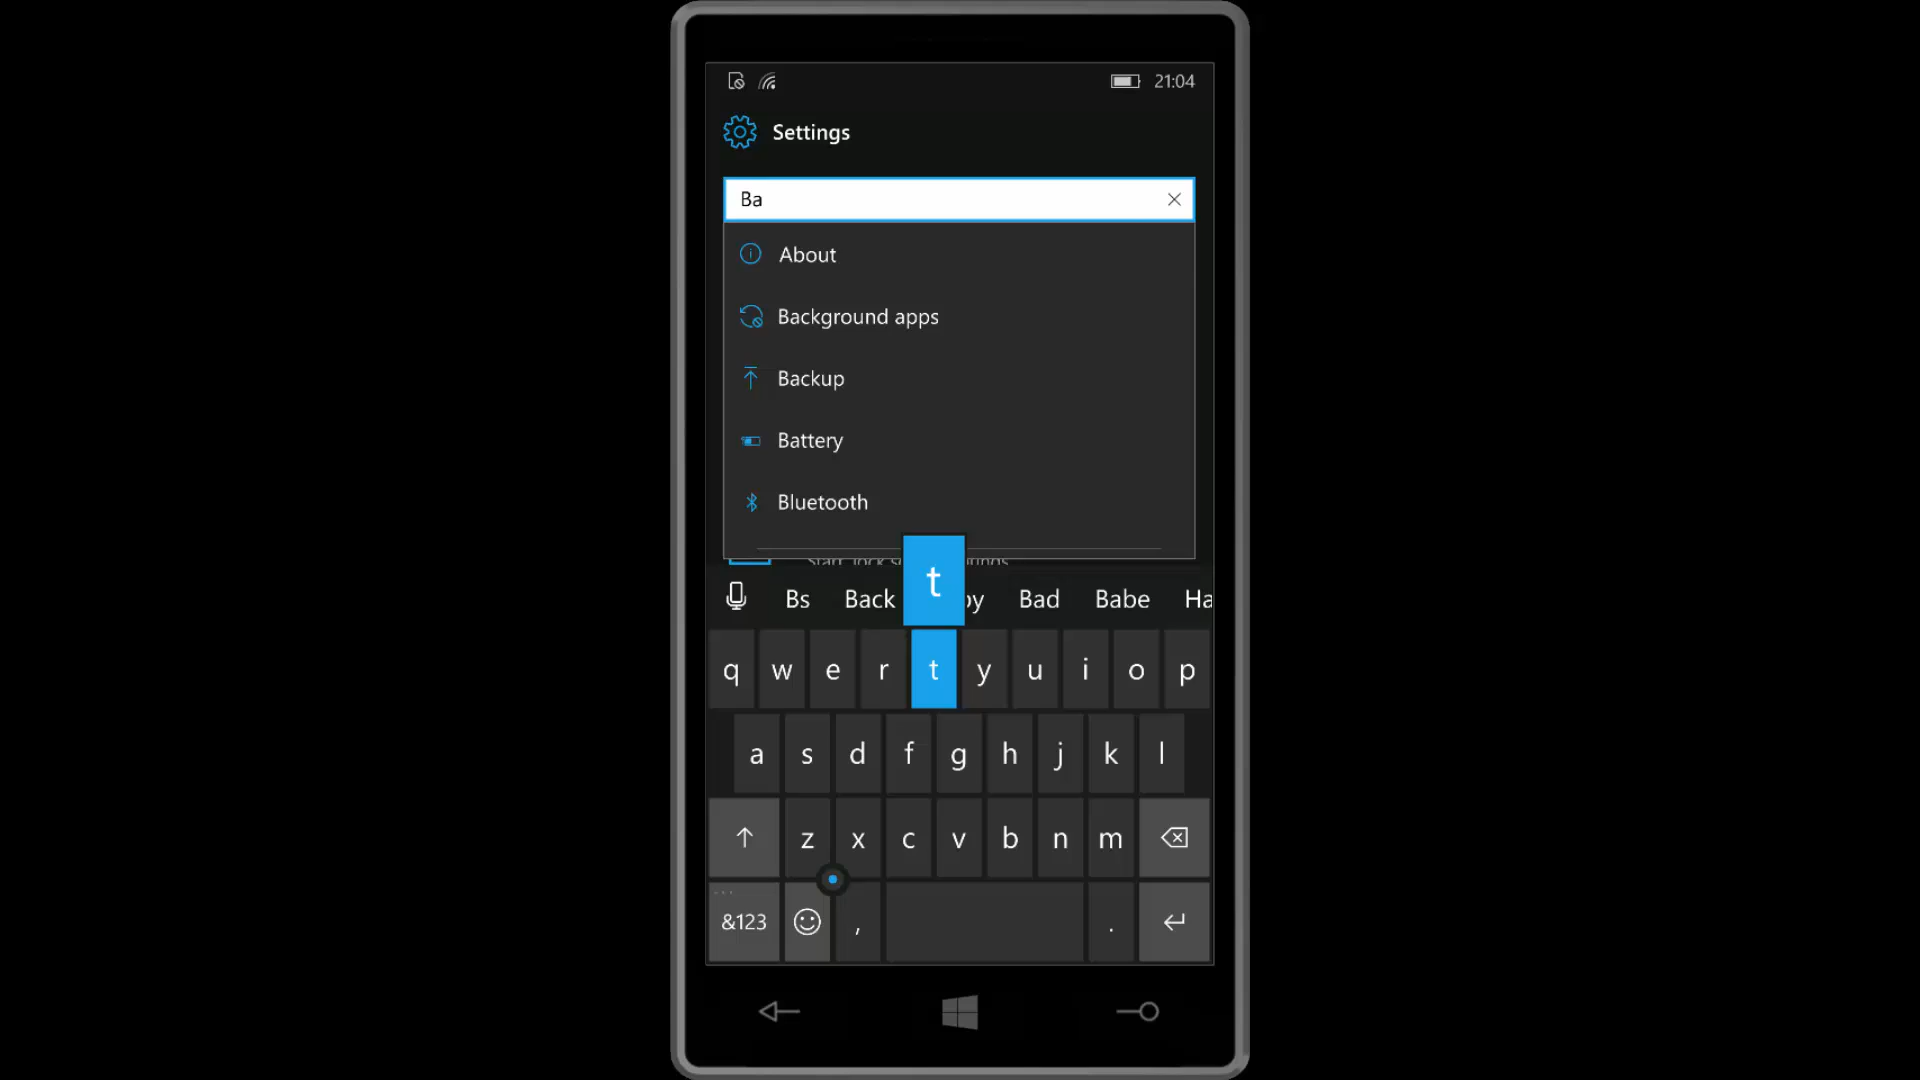 21:04
Settings
Ba
About
Background apps
Backup
Battery
Bluetooth
t
Bs Back Bad Babe
q w e r t y u i o p
a s d f g h j k l
z x c v b n m
&123 , .